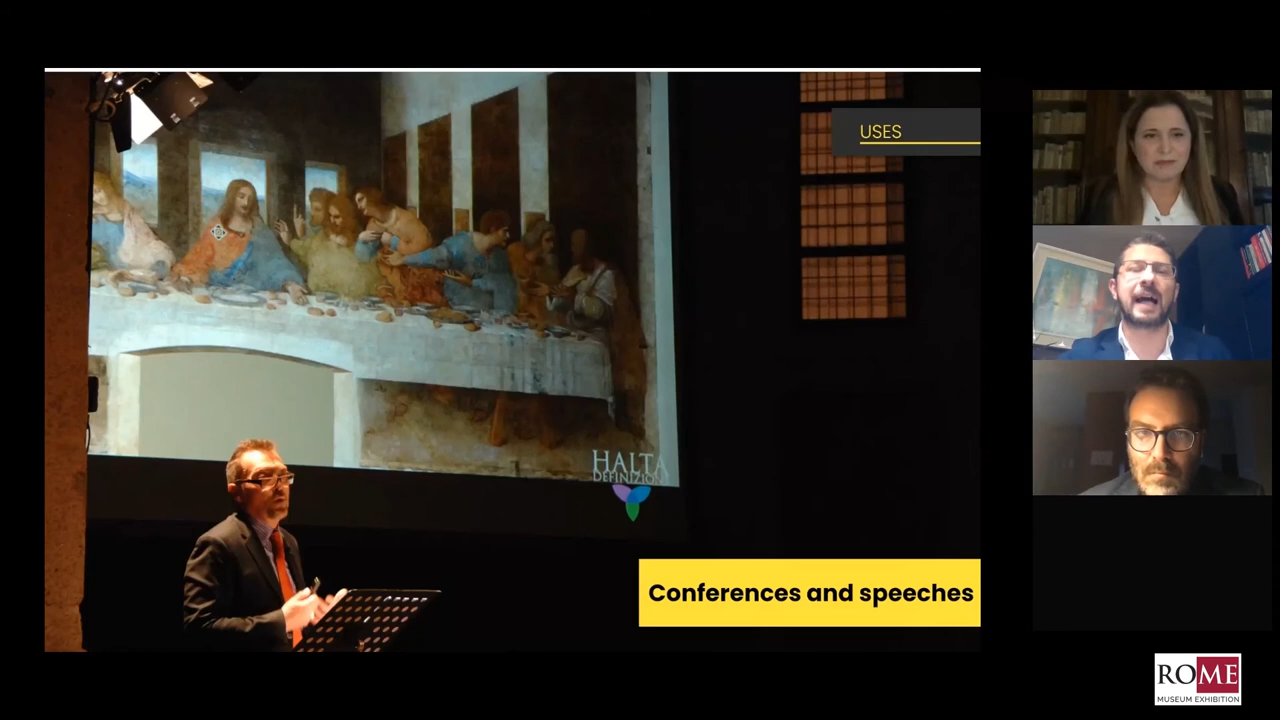 USES
HALTA
DEFINIZIONE
Conferences and speeches
ROME
MUSEUM EXHIBITION